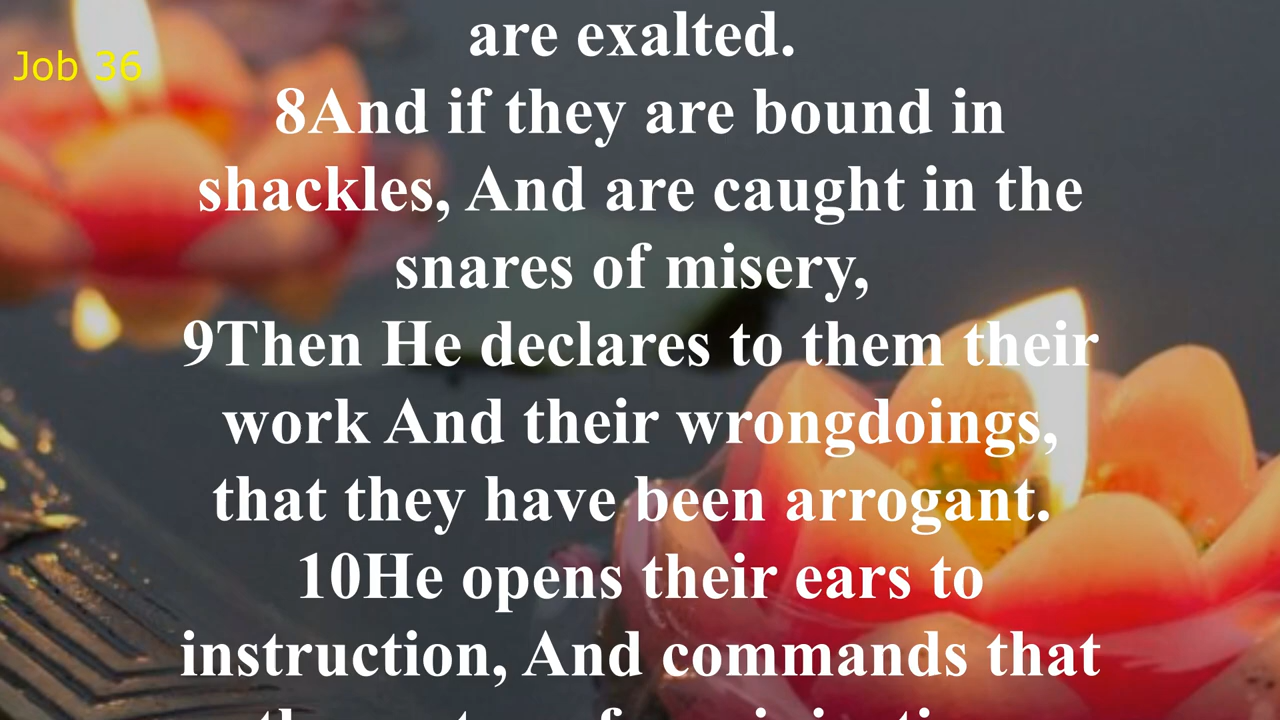 Job 36
are exalted.
8And if they are bound in
shackles, And are caught in the
snares of misery,
9Then He declares to them their
work And their wrongdoings,
that they have been arrogant.
10He opens their ears to
instruction, And commands that